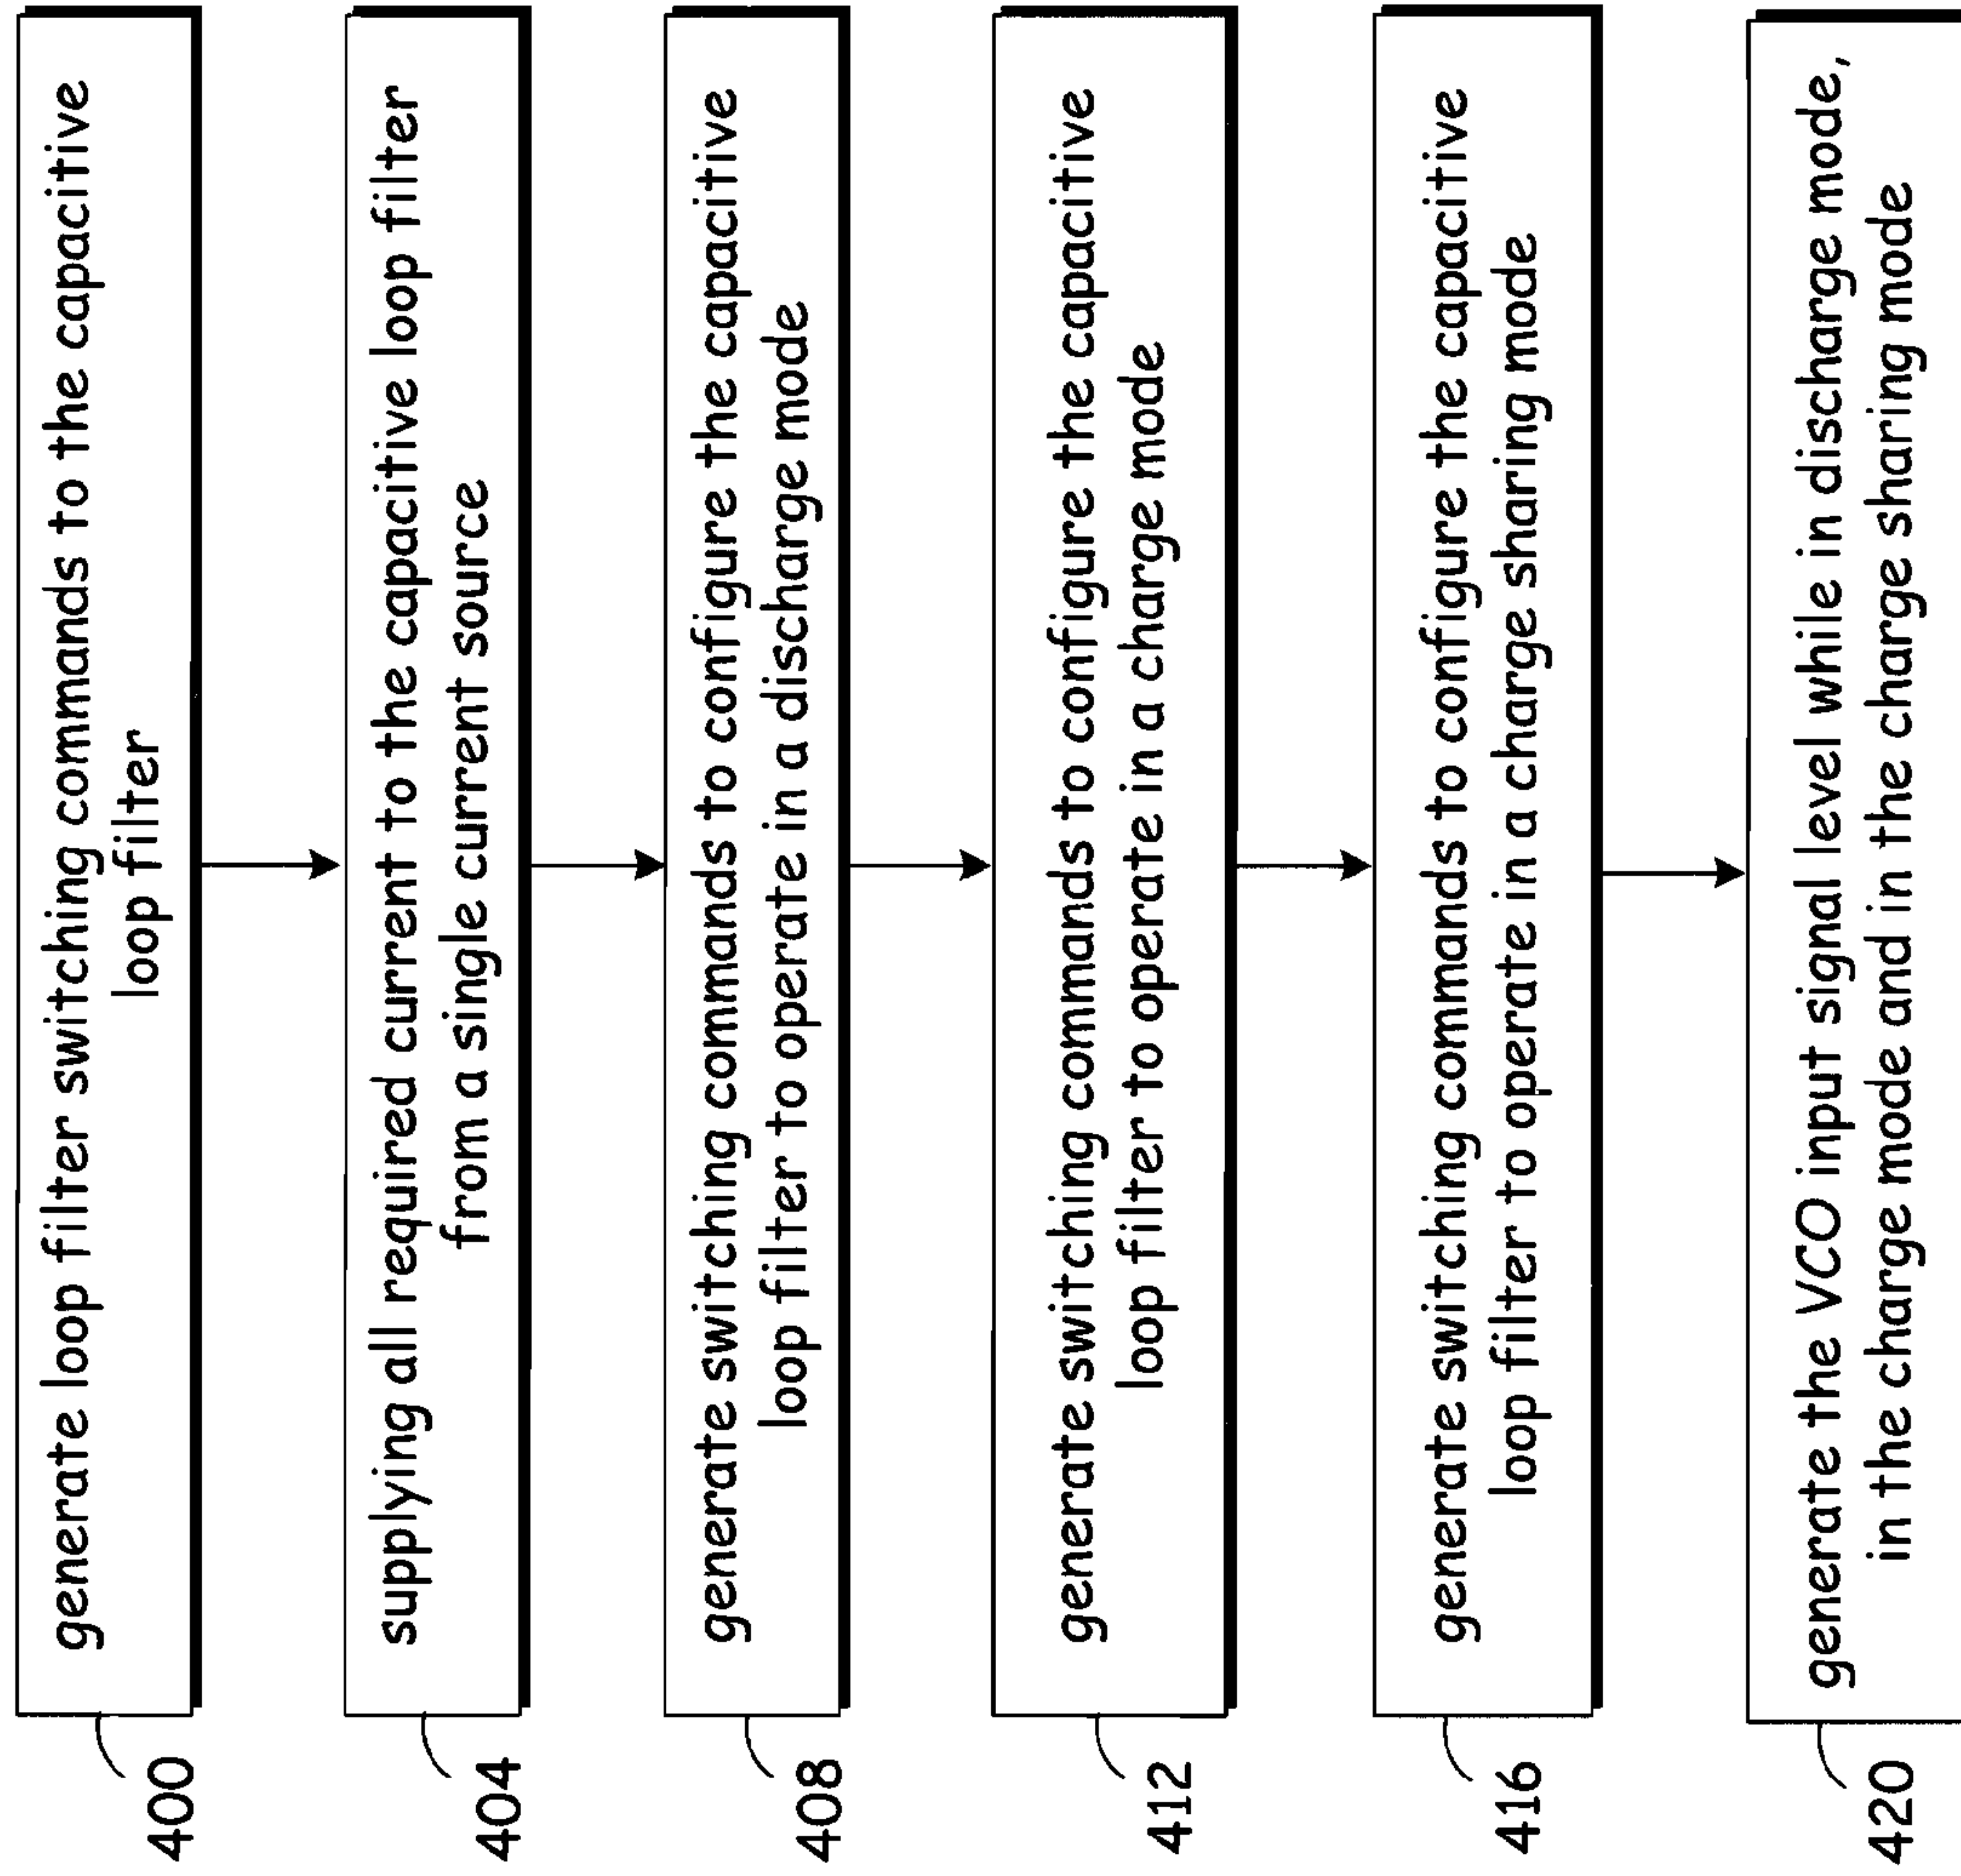 400
generate loop filter switching commands to the capacitive
loop filter
404
supplying all required current to the capacitive loop filter
from a single current source
408
generate switching commands to configure the capacitive
loop filter to operate in a discharge mode
412
generate switching commands to configure the capacitive
loop filter to operate in a charge mode
416
generate switching commands to configure the capacitive
loop filter to operate in a charge sharing mode
420
generate the VCO input signal level while in discharge mode,
in the charge mode and in the charge sharing mode